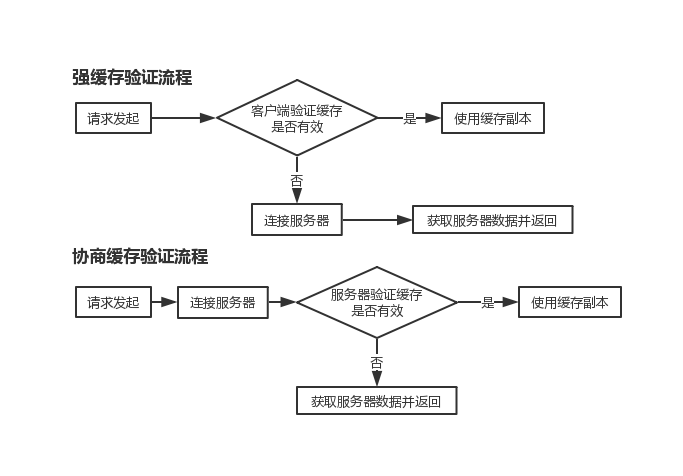 强缓存验证流程
请求发起
客户端验证缓存
是否有效
是
使用缓存副本
否
连接服务器
获取服务器数据并返回
协商缓存验证流程
请求发起
连接服务器
服务器验证缓存
是否有效
是
使用缓存副本
否
获取服务器数据并返回